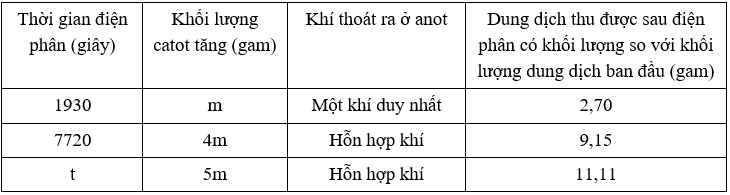 Thời gian điện
phân (giây)
Khối lượng
catot tăng (gam)
Khí thoát ra ở anot
Dung dịch thu được sau điện
phân có khối lượng so với khối
lượng dung dịch ban đầu (gam)
1930
m
Một khí duy nhất
2,70
7720
4m
Hỗn hợp khí
9,15
t
5m
Hỗn hợp khí
11,11